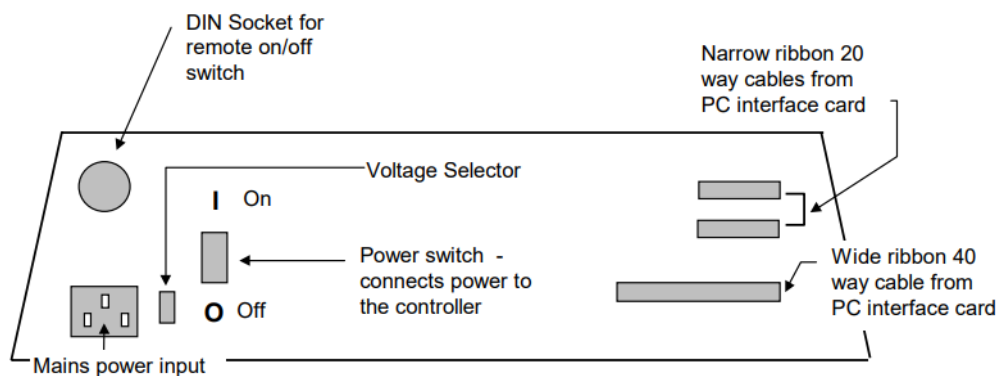 DIN Socket for
remote on/off
switch
Narrow ribbon 20
way cables from
PC interface card
Voltage Selector
I On
Power switch -
connects power to
the controller
O Off
Wide ribbon 40
way cable from
PC interface card
Mains power input